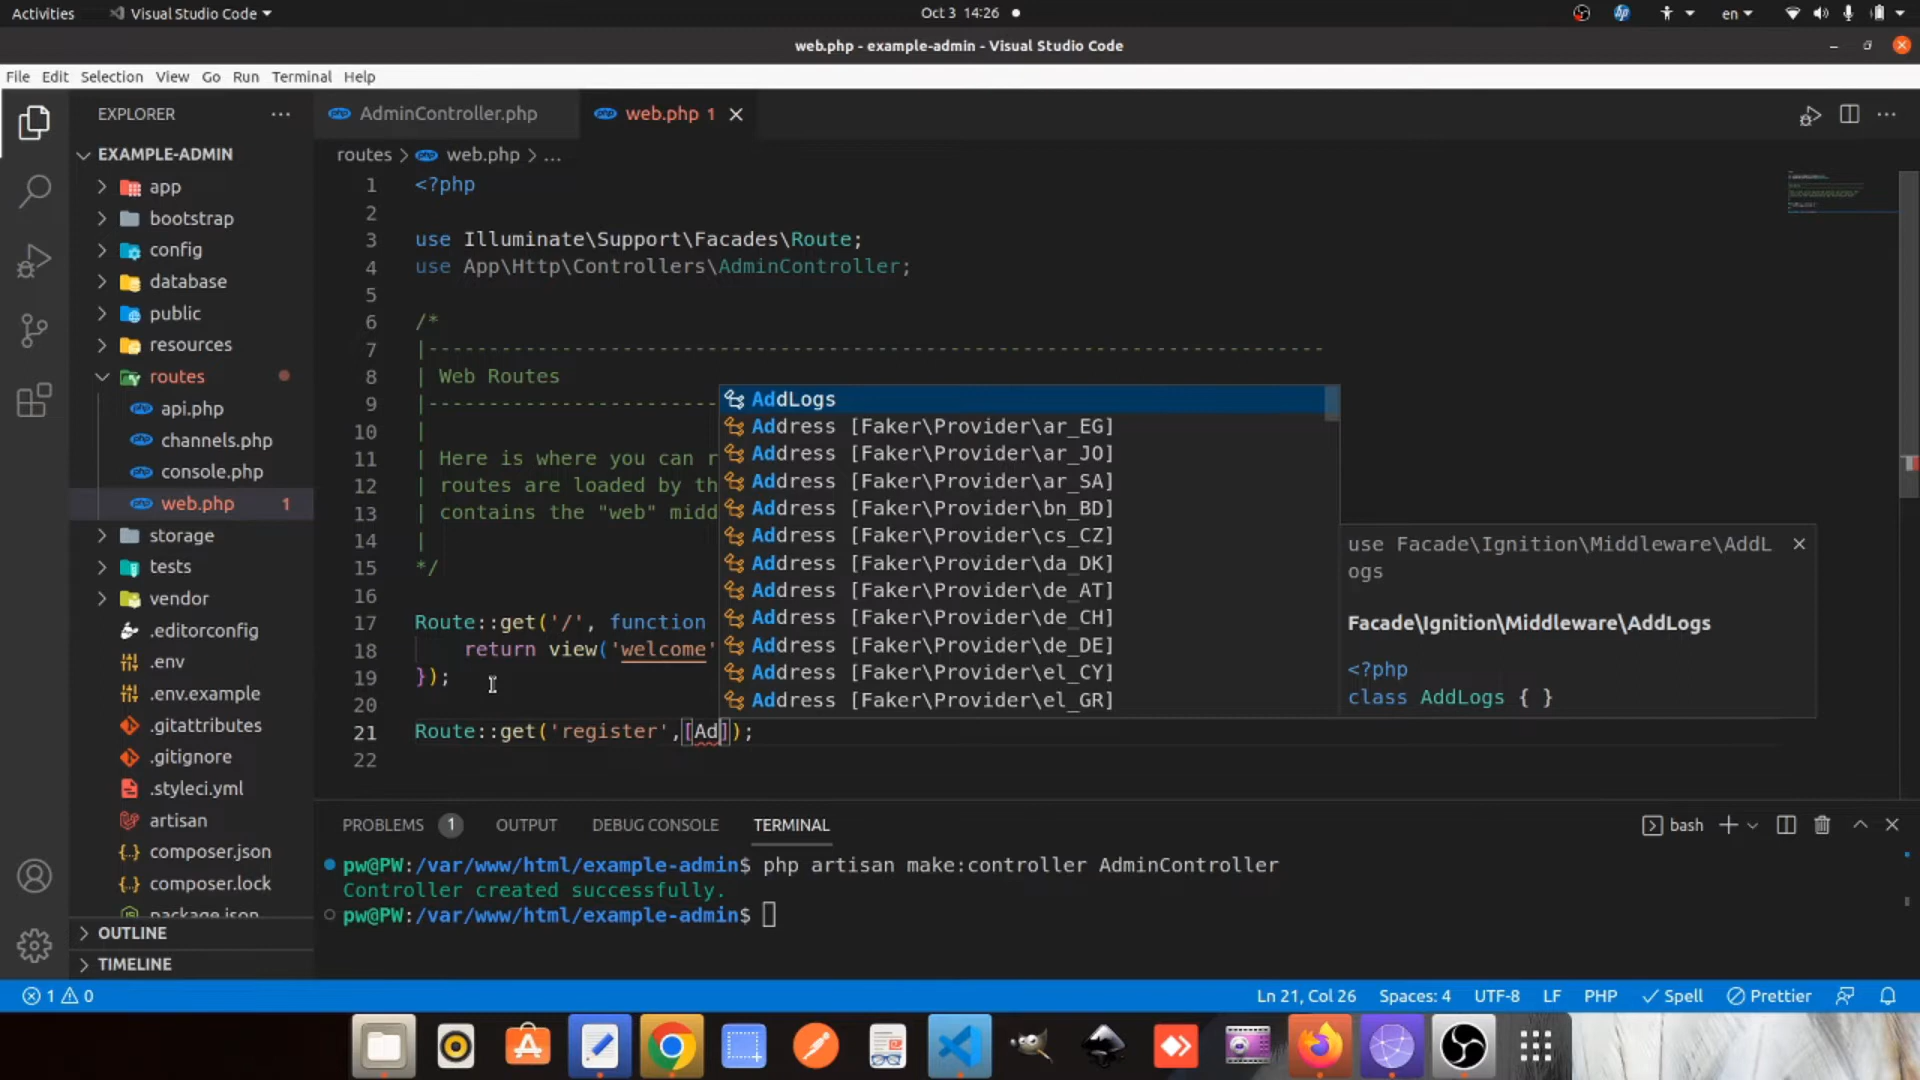 Activities
Visual Studio Code
Oct 3 14:26
en
web.php - example-admin - Visual Studio Code
File Edit Selection View Go Run Terminal Help
EXPLORER
AdminController.php
web.php 1
EXAMPLE-ADMIN
app
bootstrap
config
database
public
resources
routes
api.php
channels.php
console.php
web.php 1
storage
tests
vendor
.editorconfig
.env
.env.example
.gitattributes
.gitignore
.styleci.yml
artisan
composer.json
composer.lock
package.json
OUTLINE
TIMELINE
routes > web.php > ...
1 <?php
2
3 use Illuminate\Support\Facades\Route;
4 use App\Http\Controllers\AdminController;
5
6 /*
7 |--------------------------------------------------------------------------
8 | Web Routes
9 |------------------------
10 |
11 | Here is where you can r
12 | routes are loaded by th
13 | contains the "web" midd
14 |
15 */
16
17 Route::get('/', function
18 return view('welcome'
19 });
20
21 Route::get('register',[Ad]);
22
AddLogs
Address [Faker\Provider\ar_EG]
Address [Faker\Provider\ar_JO]
Address [Faker\Provider\ar_SA]
Address [Faker\Provider\bn_BD]
Address [Faker\Provider\cs_CZ]
Address [Faker\Provider\da_DK]
Address [Faker\Provider\de_AT]
Address [Faker\Provider\de_CH]
Address [Faker\Provider\de_DE]
Address [Faker\Provider\el_CY]
Address [Faker\Provider\el_GR]
use Facade\Ignition\Middleware\AddL
ogs
Facade\Ignition\Middleware\AddLogs
<?php
class AddLogs { }
PROBLEMS 1 OUTPUT DEBUG CONSOLE TERMINAL
bash
pw@PW:/var/www/html/example-admin$ php artisan make:controller AdminController
Controller created successfully.
pw@PW:/var/www/html/example-admin$
1 0
Ln 21, Col 26 Spaces: 4 UTF-8 LF PHP Spell Prettier